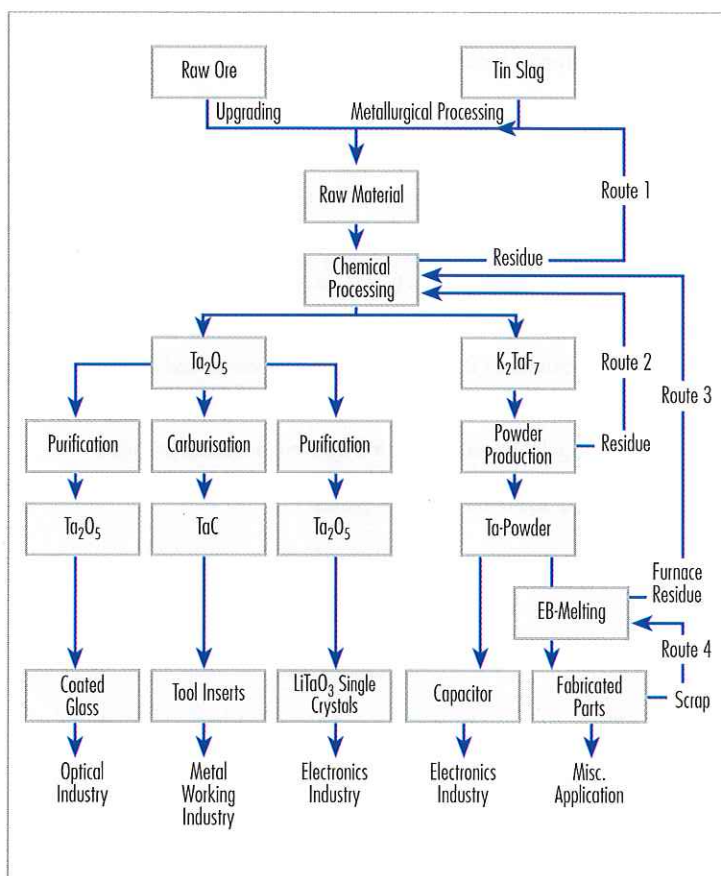 Raw Ore
Tin Slag
Upgrading
Metallurgical Processing
Route 1
Raw Material
Residue
Chemical
Processing
Route 2
Route 3
Ta₂O₅
K₂TaF₇
Purification
Carburisation
Purification
Powder
Production
Residue
Ta₂O₅
TaC
Ta₂O₅
Ta-Powder
Furnace
Residue
EB-Melting
Route 4
Coated
Glass
Tool Inserts
LiTaO₃ Single
Crystals
Capacitor
Fabricated
Parts
Scrap
Optical
Industry
Metal
Working
Industry
Electronics
Industry
Electronics
Industry
Misc.
Application